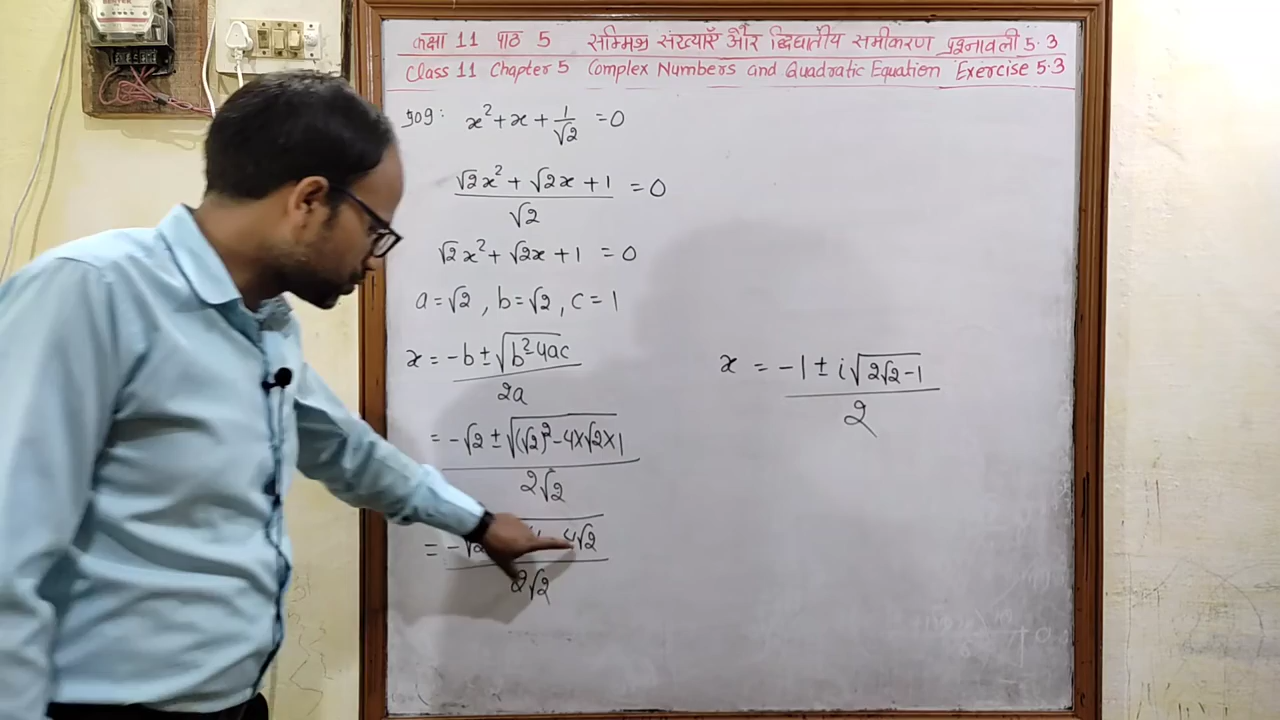 कक्षा 11 पाठ 5 सम्मिश्र संख्याएँ और द्विघातीय समीकरण प्रश्नावली 5.3
Class 11 Chapter 5 Complex Numbers and Quadratic Equation Exercise 5.3
प्र09: x² + x + 1/√2 = 0
(√2x² + √2x + 1)/√2 = 0
√2x² + √2x + 1 = 0
a = √2, b = √2, c = 1
x = (-b ± √(b² - 4ac))/2a
= (-√2 ± √((√2)² - 4×√2×1))/2√2
= - 4√2 / 2√2
x = (-1 ± i√(2√2 - 1))/2